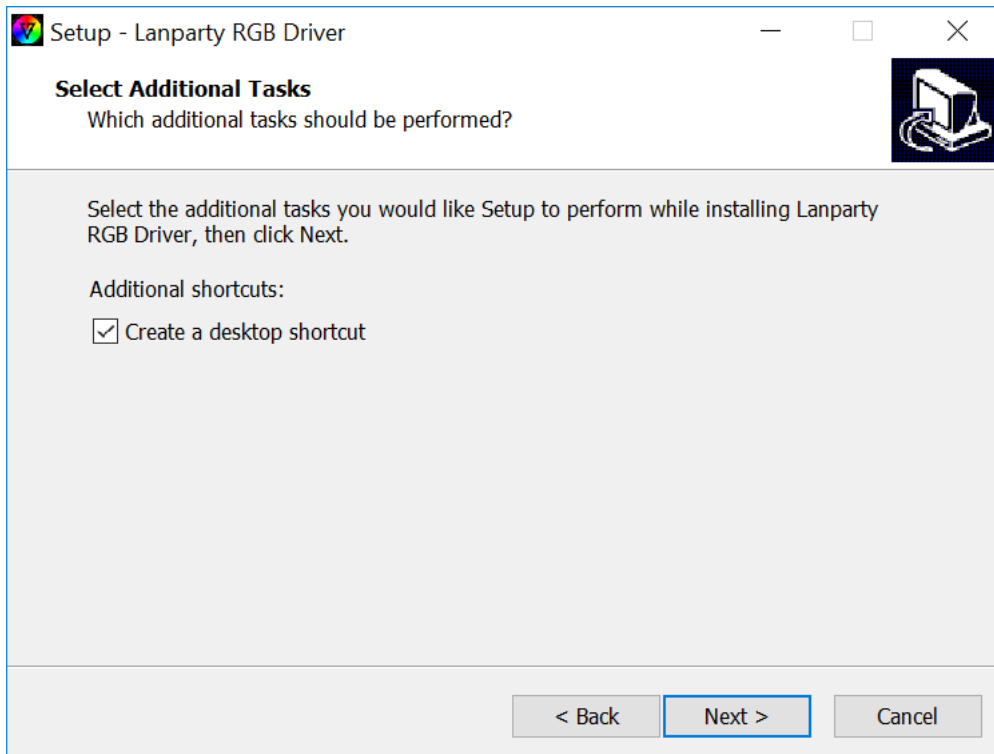 Setup - Lanparty RGB Driver
Select Additional Tasks
Which additional tasks should be performed?
Select the additional tasks you would like Setup to perform while installing Lanparty
RGB Driver, then click Next.
Additional shortcuts:
Create a desktop shortcut
< Back
Next >
Cancel